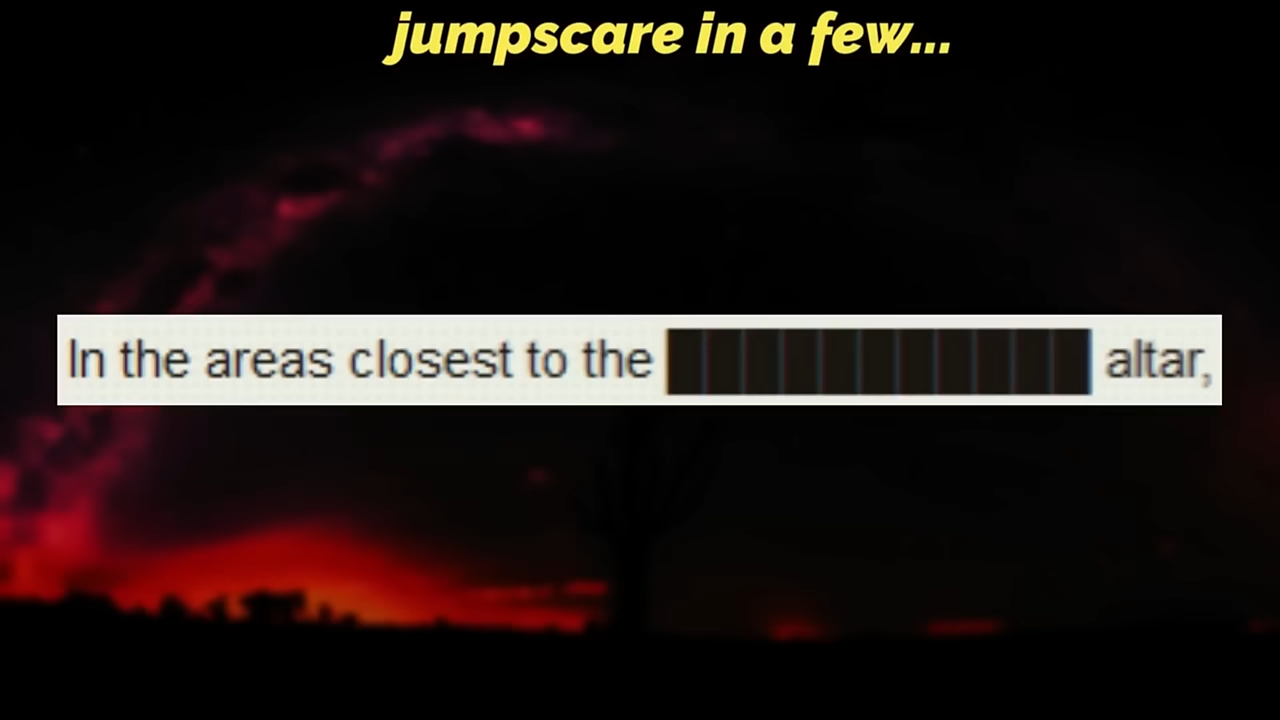 jumpscare in a few...
In the areas closest to the ███████████ altar,